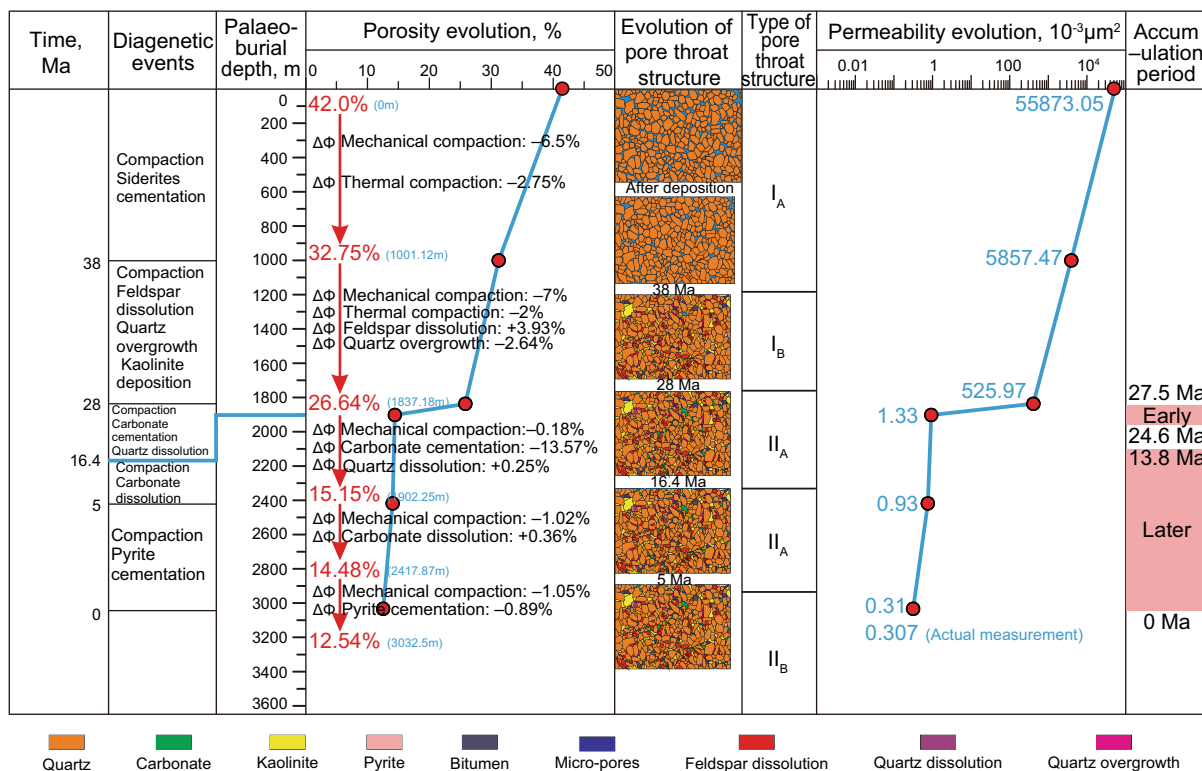 Time,
Ma
Diagenetic
events
Palaeo-
burial
depth, m
Porosity evolution, %
0 10 20 30 40 50
Evolution of
pore throat
structure
Type of
pore
throat
structure
Permeability evolution, 10⁻³μm²
0.01 1 100 10⁴
Accum
–ulation
period
38
28
16.4
5
0
Compaction
Siderites
cementation
Compaction
Feldspar
dissolution
Quartz
overgrowth
Kaolinite
deposition
Compaction
Carbonate
cementation
Quartz dissolution
Compaction
Carbonate
dissolution
Compaction
Pyrite
cementation
0
200
400
600
800
1000
1200
1400
1600
1800
2000
2200
2400
2600
2800
3000
3200
3400
3600
42.0% (0m)
ΔΦ Mechanical compaction: –6.5%
ΔΦ Thermal compaction: –2.75%
32.75% (1001.12m)
ΔΦ Mechanical compaction: –7%
ΔΦ Thermal compaction: –2%
ΔΦ Feldspar dissolution: +3.93%
ΔΦ Quartz overgrowth: –2.64%
26.64% (1837.18m)
ΔΦ Mechanical compaction: –0.18%
ΔΦ Carbonate cementation: –13.57%
ΔΦ Quartz dissolution: +0.25%
15.15% (1902.25m)
ΔΦ Mechanical compaction: –1.02%
ΔΦ Carbonate dissolution: +0.36%
14.48% (2417.87m)
ΔΦ Mechanical compaction: –1.05%
ΔΦ Pyrite cementation: –0.89%
12.54% (3032.5m)
After deposition
38 Ma
28 Ma
16.4 Ma
5 Ma
I_A
I_B
II_A
II_A
II_B
55873.05
5857.47
525.97
1.33
0.93
0.31
0.307 (Actual measurement)
27.5 Ma
Early
24.6 Ma
13.8 Ma
Later
0 Ma
Quartz
Carbonate
Kaolinite
Pyrite
Bitumen
Micro-pores
Feldspar dissolution
Quartz dissolution
Quartz overgrowth